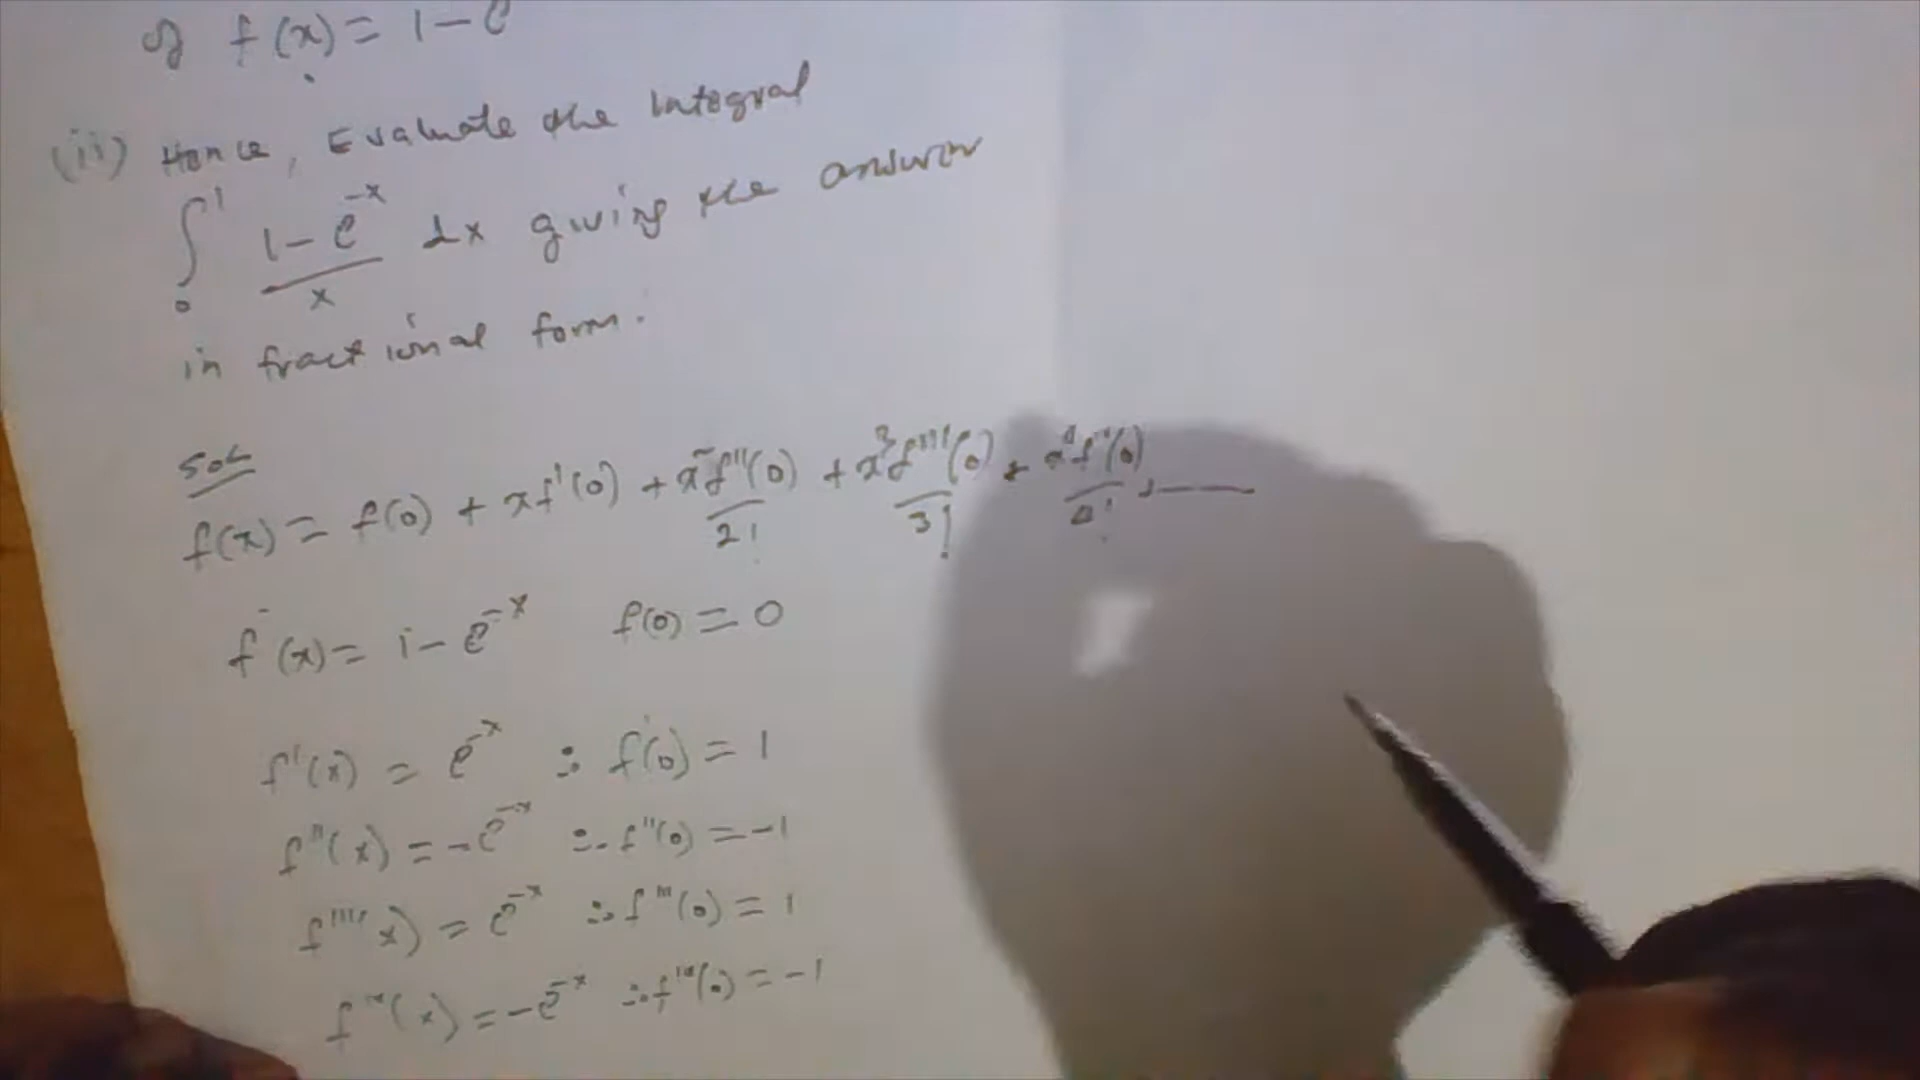 of f(x) = 1 - e
(ii) Hence, Evaluate the Integral
∫₀¹ (1 - e^-x)/x dx giving the answer
in fractional form.
Sol
f(x) = f(0) + xf'(0) + x²f''(0)/2! + x³f'''(0)/3! + x⁴f''''(0)/4! + ———
f(x) = 1 - e^-x f(0) = 0
f'(x) = e^-x ∴ f'(0) = 1
f''(x) = -e^-x ∴ f''(0) = -1
f'''(x) = e^-x ∴ f'''(0) = 1
f''''(x) = -e^-x ∴ f''''(0) = -1